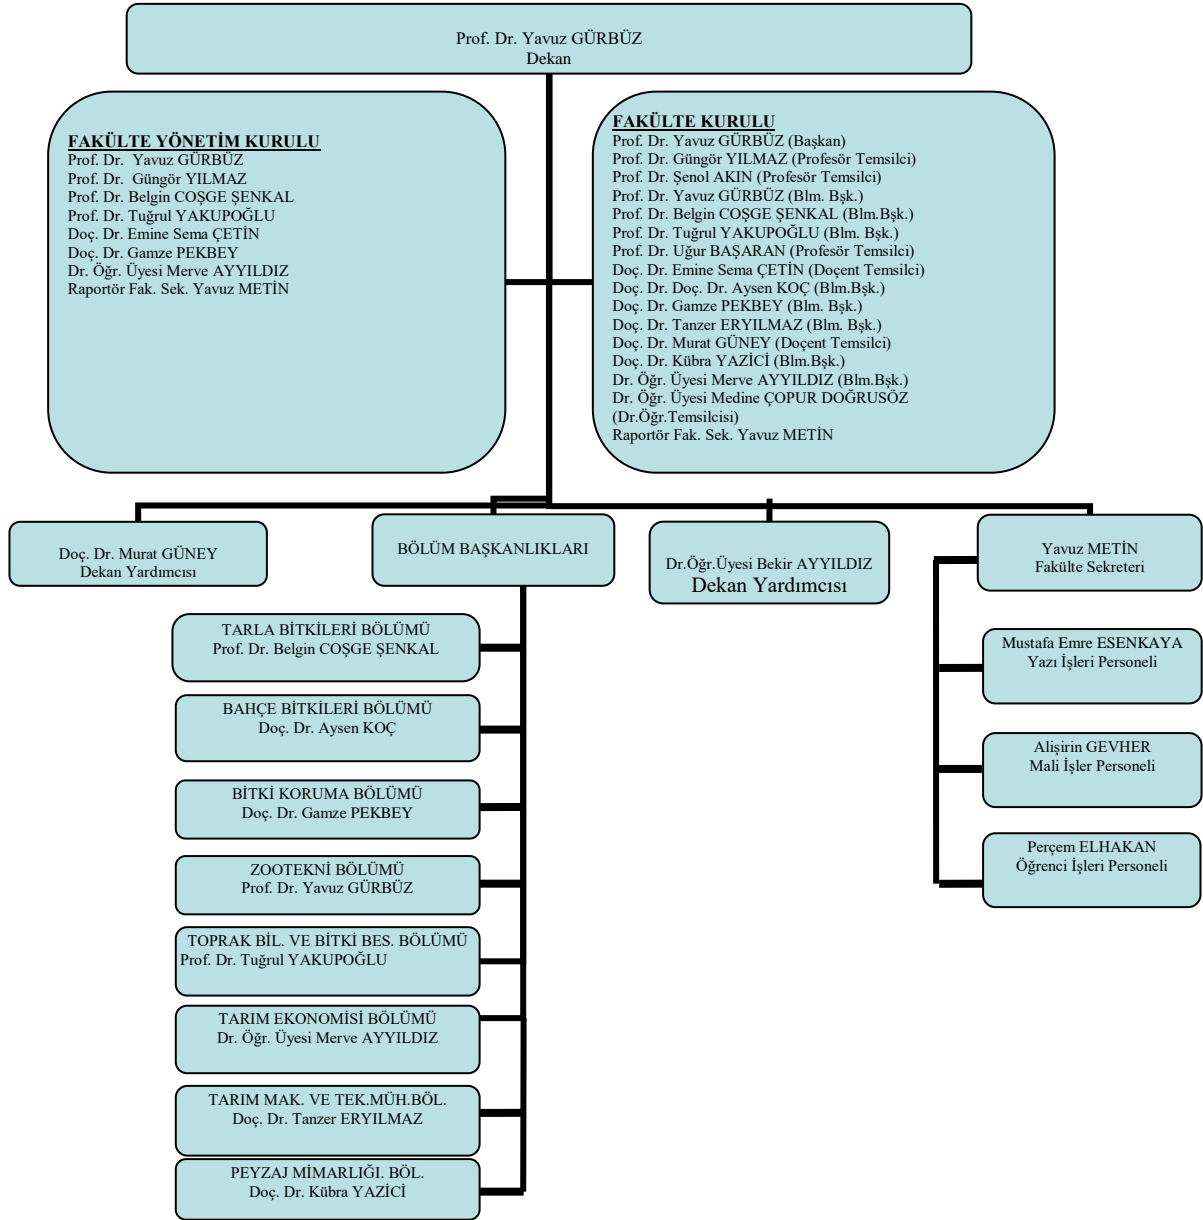 Prof. Dr. Yavuz GÜRBÜZ
Dekan
FAKÜLTE YÖNETİM KURULU
Prof. Dr. Yavuz GÜRBÜZ
Prof. Dr. Güngör YILMAZ
Prof. Dr. Belgin COŞGE ŞENKAL
Prof. Dr. Tuğrul YAKUPOĞLU
Doç. Dr. Emine Sema ÇETİN
Doç. Dr. Gamze PEKBEY
Dr. Öğr. Üyesi Merve AYYILDIZ
Raportör Fak. Sek. Yavuz METİN
FAKÜLTE KURULU
Prof. Dr. Yavuz GÜRBÜZ (Başkan)
Prof. Dr. Güngör YILMAZ (Profesör Temsilci)
Prof. Dr. Şenol AKIN (Profesör Temsilci)
Prof. Dr. Yavuz GÜRBÜZ (Blm. Bşk.)
Prof. Dr. Belgin COŞGE ŞENKAL (Blm.Bşk.)
Prof. Dr. Tuğrul YAKUPOĞLU (Blm. Bşk.)
Prof. Dr. Uğur BAŞARAN (Profesör Temsilci)
Doç. Dr. Emine Sema ÇETİN (Doçent Temsilci)
Doç. Dr. Doç. Dr. Aysen KOÇ (Blm.Bşk.)
Doç. Dr. Gamze PEKBEY (Blm. Bşk.)
Doç. Dr. Tanzer ERYILMAZ (Blm. Bşk.)
Doç. Dr. Murat GÜNEY (Doçent Temsilci)
Doç. Dr. Kübra YAZİCİ (Blm.Bşk.)
Dr. Öğr. Üyesi Merve AYYILDIZ (Blm.Bşk.)
Dr. Öğr. Üyesi Medine ÇOPUR DOĞRUSÖZ
(Dr.Öğr.Temsilcisi)
Raportör Fak. Sek. Yavuz METİN
Doç. Dr. Murat GÜNEY
Dekan Yardımcısı
BÖLÜM BAŞKANLIKLARI
Dr.Öğr.Üyesi Bekir AYYILDIZ
Dekan Yardımcısı
Yavuz METİN
Fakülte Sekreteri
TARLA BİTKİLERİ BÖLÜMÜ
Prof. Dr. Belgin COŞGE ŞENKAL
BAHÇE BİTKİLERİ BÖLÜMÜ
Doç. Dr. Aysen KOÇ
BİTKİ KORUMA BÖLÜMÜ
Doç. Dr. Gamze PEKBEY
ZOOTEKNİ BÖLÜMÜ
Prof. Dr. Yavuz GÜRBÜZ
TOPRAK BİL. VE BİTKİ BES. BÖLÜMÜ
Prof. Dr. Tuğrul YAKUPOĞLU
TARIM EKONOMİSİ BÖLÜMÜ
Dr. Öğr. Üyesi Merve AYYILDIZ
TARIM MAK. VE TEK.MÜH.BÖL.
Doç. Dr. Tanzer ERYILMAZ
PEYZAJ MİMARLIĞI. BÖL.
Doç. Dr. Kübra YAZİCİ
Mustafa Emre ESENKAYA
Yazı İşleri Personeli
Alişirin GEVHER
Mali İşler Personeli
Perçem ELHAKAN
Öğrenci İşleri Personeli